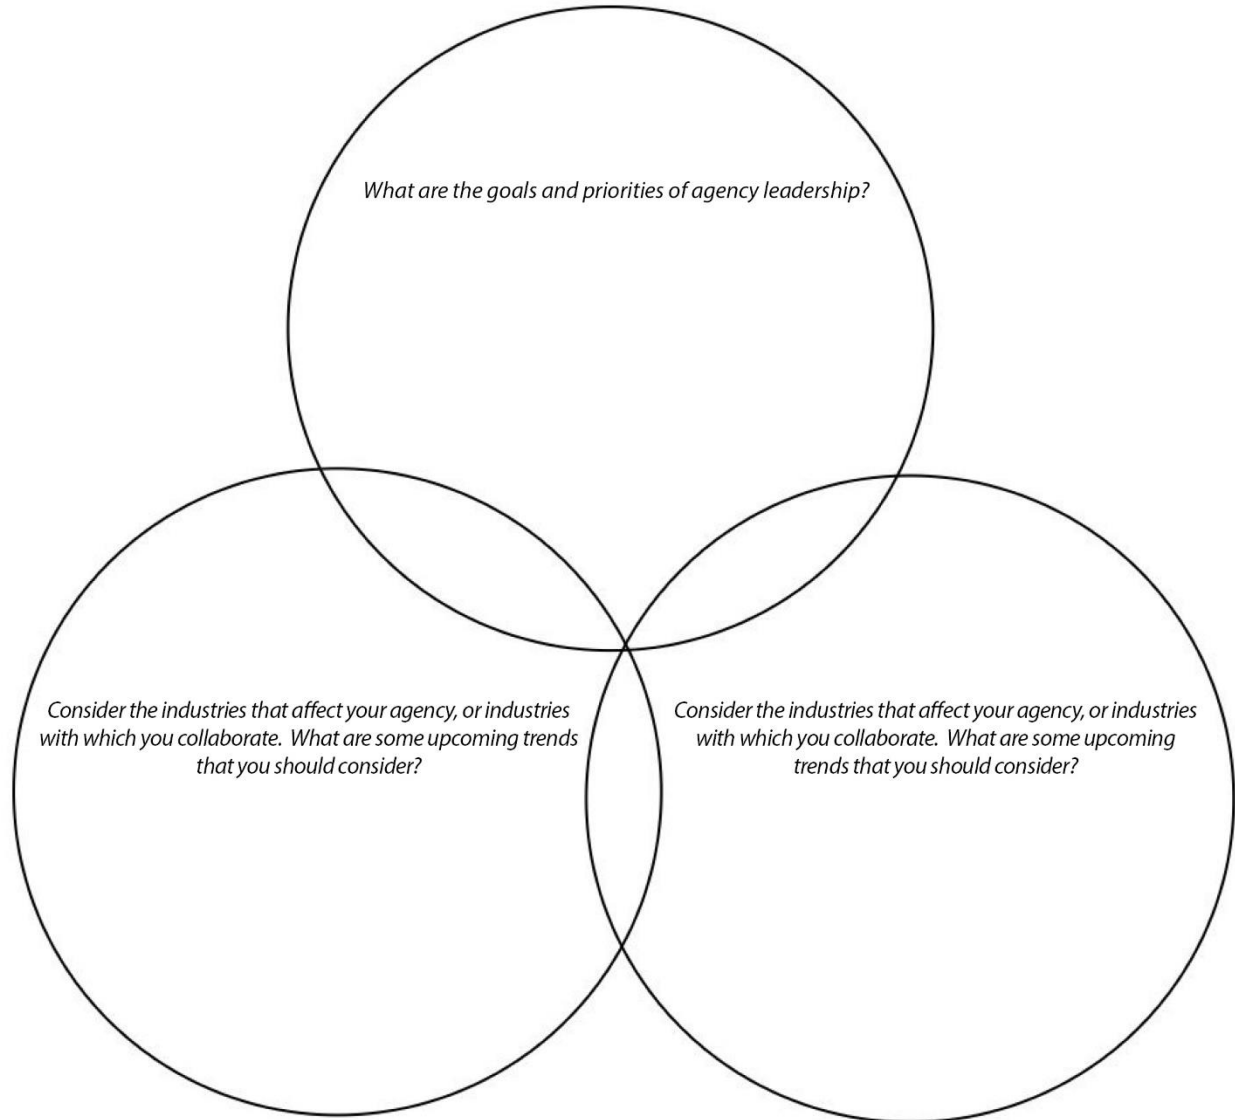 What are the goals and priorities of agency leadership?
Consider the industries that affect your agency, or industries
with which you collaborate.  What are some upcoming trends
that you should consider?
Consider the industries that affect your agency, or industries
with which you collaborate.  What are some upcoming
trends that you should consider?